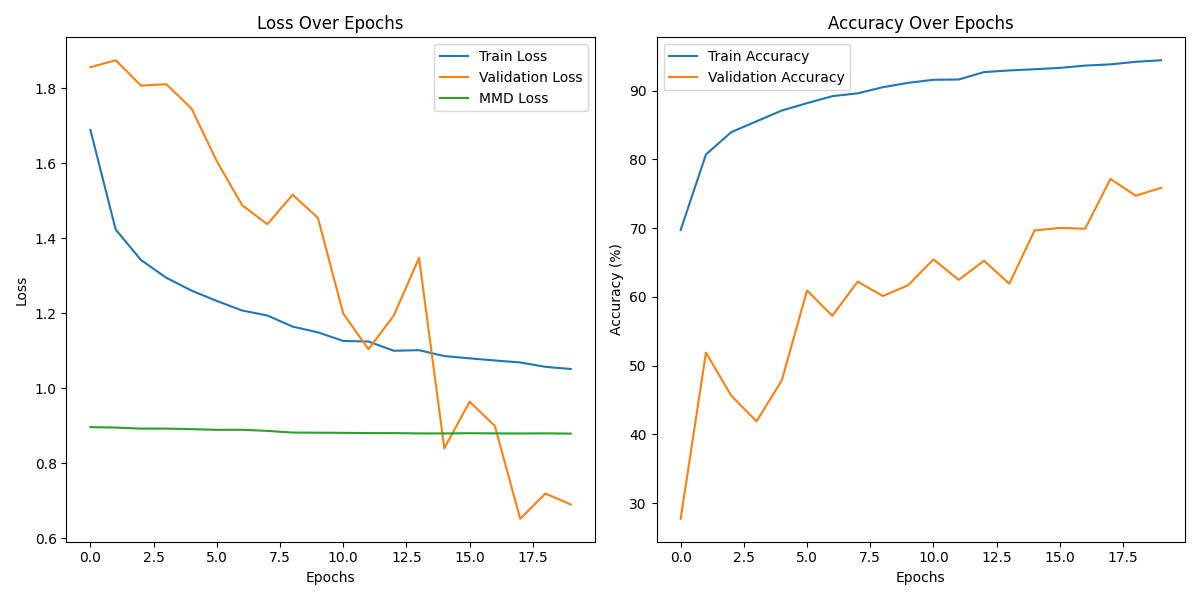 Loss Over Epochs
Train Loss
Validation Loss
MMD Loss
1.8
1.6
1.4
1.2
1.0
0.8
0.6
Loss
0.0 2.5 5.0 7.5 10.0 12.5 15.0 17.5
Epochs
Accuracy Over Epochs
Train Accuracy
Validation Accuracy
90
80
70
60
50
40
30
Accuracy (%)
0.0 2.5 5.0 7.5 10.0 12.5 15.0 17.5
Epochs